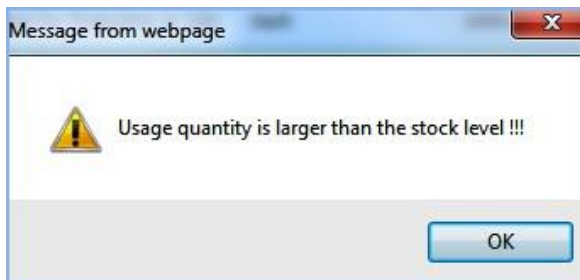 Message from webpage
Usage quantity is larger than the stock level !!!
OK